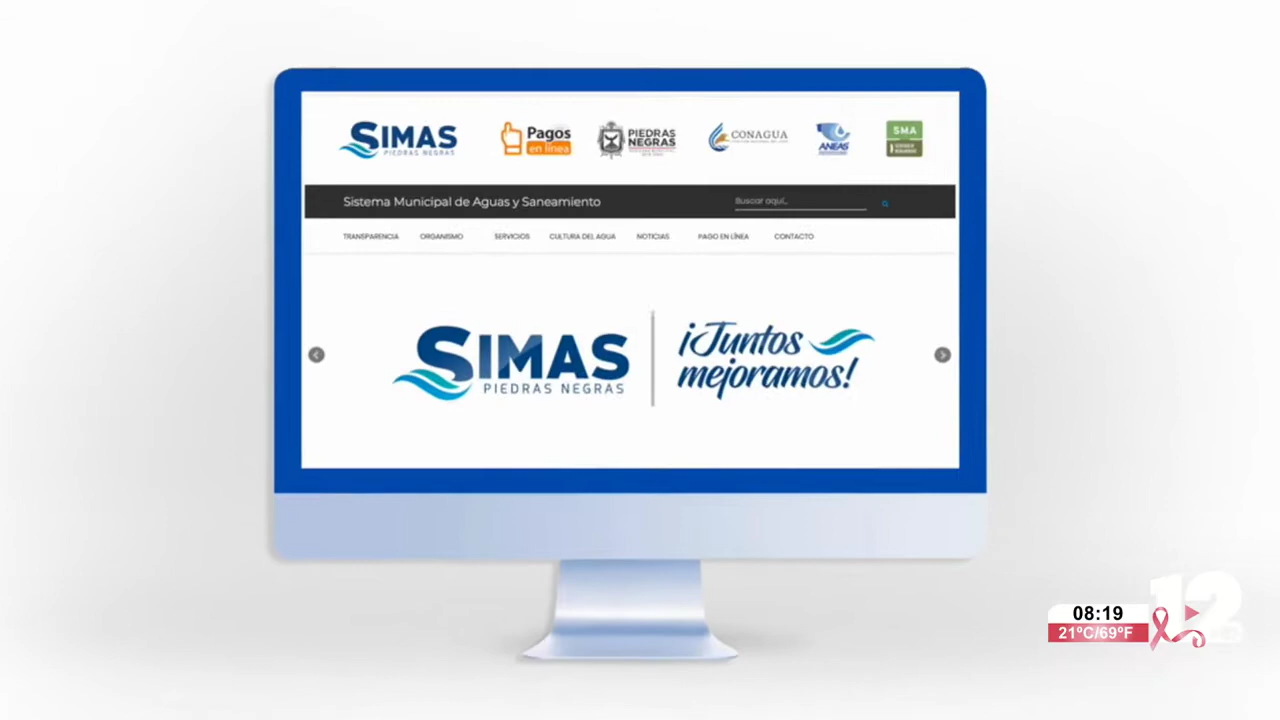 SIMAS
PIEDRAS NEGRAS
Pagos
en línea
PIEDRAS
NEGRAS
CONAGUA
ANEAS
SMA
Sistema Municipal de Aguas y Saneamiento
Buscar aquí...
TRANSPARENCIA ORGANISMO SERVICIOS CULTURA DEL AGUA NOTICIAS PAGO EN LÍNEA CONTACTO
SIMAS
PIEDRAS NEGRAS
¡Juntos
mejoramos!
08:19
21°C/69°F
12